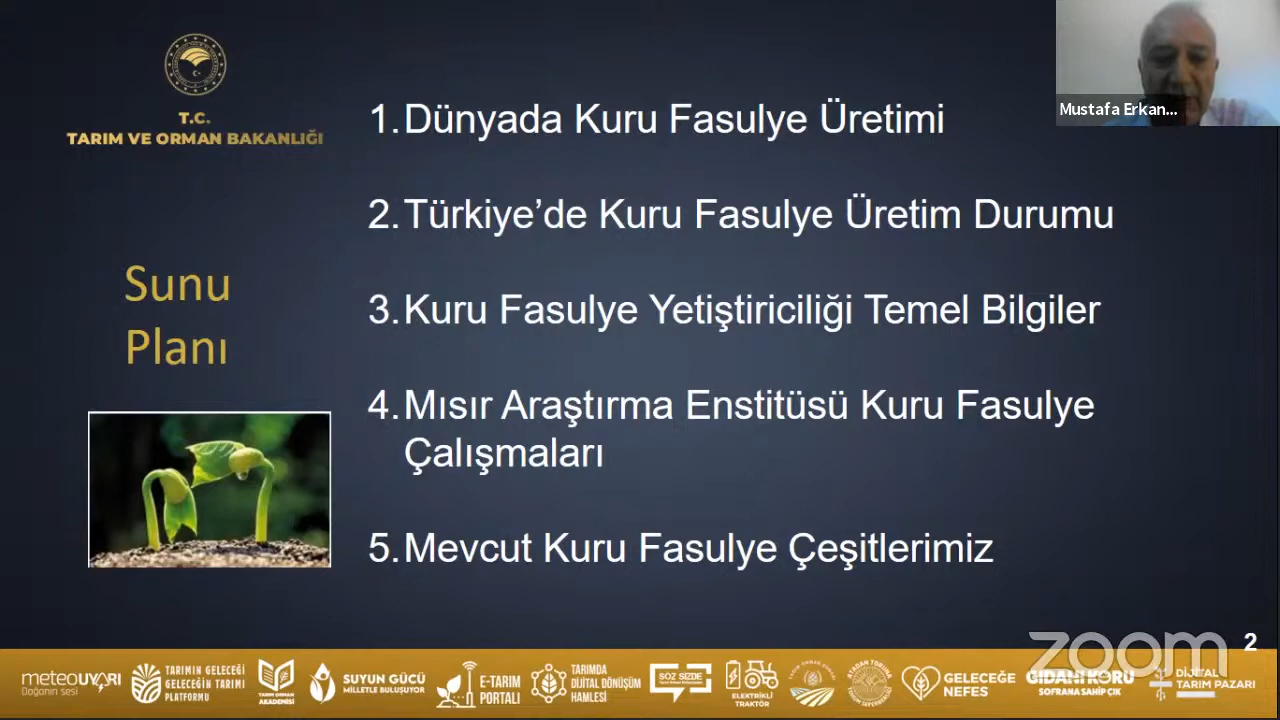 T.C.
TARIM VE ORMAN BAKANLIĞI
Sunu
Planı
1. Dünyada Kuru Fasulye Üretimi
2. Türkiye’de Kuru Fasulye Üretim Durumu
3. Kuru Fasulye Yetiştiriciliği Temel Bilgiler
4. Mısır Araştırma Enstitüsü Kuru Fasulye
Çalışmaları
5. Mevcut Kuru Fasulye Çeşitlerimiz
Mustafa Erkan...
2
zoom
meteoUYARI
Doğanın sesi
TARIMIN GELECEĞİ
GELECEĞİN TARIMI
PLATFORMU
TARIM ORMAN
AKADEMİSİ
SUYUN GÜCÜ
MİLLETLE BULUŞUYOR
E-TARIM
PORTALI
TARIMDA
DİJİTAL DÖNÜŞÜM
HAMLESİ
SÖZ SİZDE
ELEKTRİKLİ
TRAKTÖR
GELECEĞE
NEFES
GIDANI KORU
SOFRANA SAHİP ÇIK
DİJİTAL
TARIM PAZARI